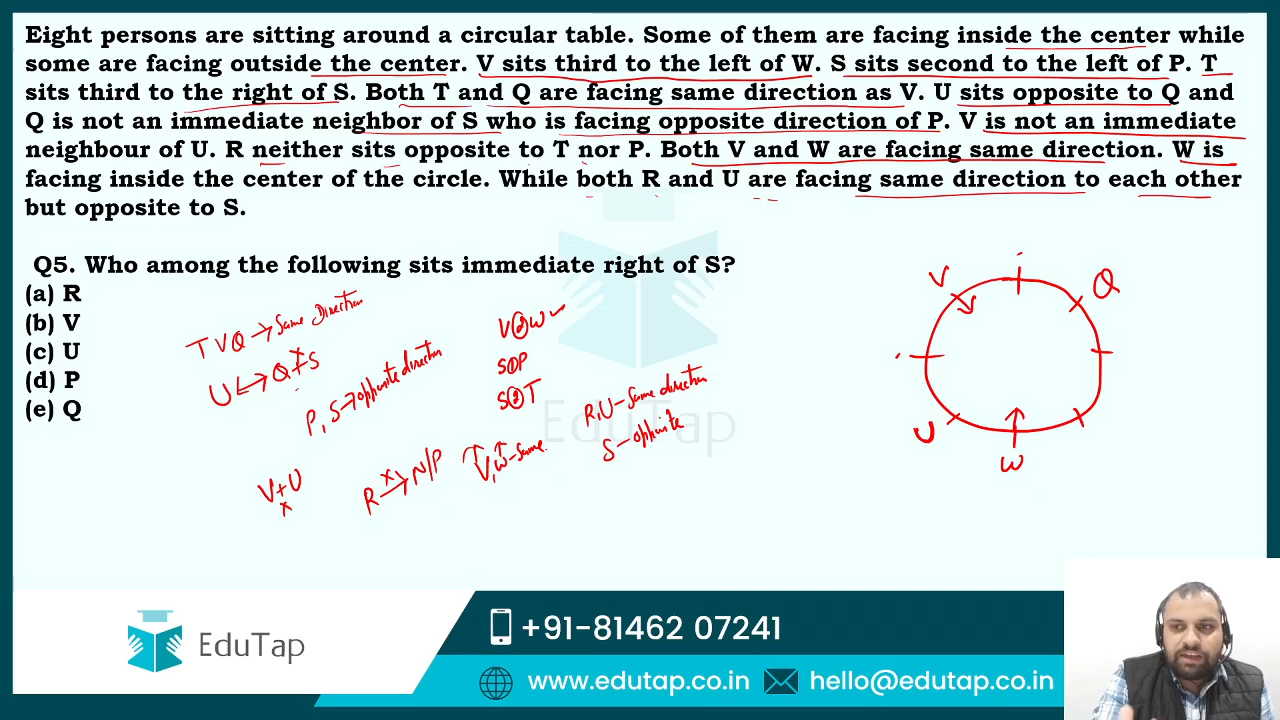 Eight persons are sitting around a circular table. Some of them are facing inside the center while
some are facing outside the center. V sits third to the left of W. S sits second to the left of P. T
sits third to the right of S. Both T and Q are facing same direction as V. U sits opposite to Q and
Q is not an immediate neighbor of S who is facing opposite direction of P. V is not an immediate
neighbour of U. R neither sits opposite to T nor P. Both V and W are facing same direction. W is
facing inside the center of the circle. While both R and U are facing same direction to each other
but opposite to S.
Q5. Who among the following sits immediate right of S?
(a) R
(b) V
(c) U
(d) P
(e) Q
T V Q → Same Direction
U ↔ Q S
P, S → opposite direction
V ② W
S ① P
S ② T
R, U - Same direction
S - opposite
V + U
x
R x→ N/P
V, W - Same.
V
i
Q
U
W
EduTap
EduTap
+91-81462 07241
www.edutap.co.in
hello@edutap.co.in